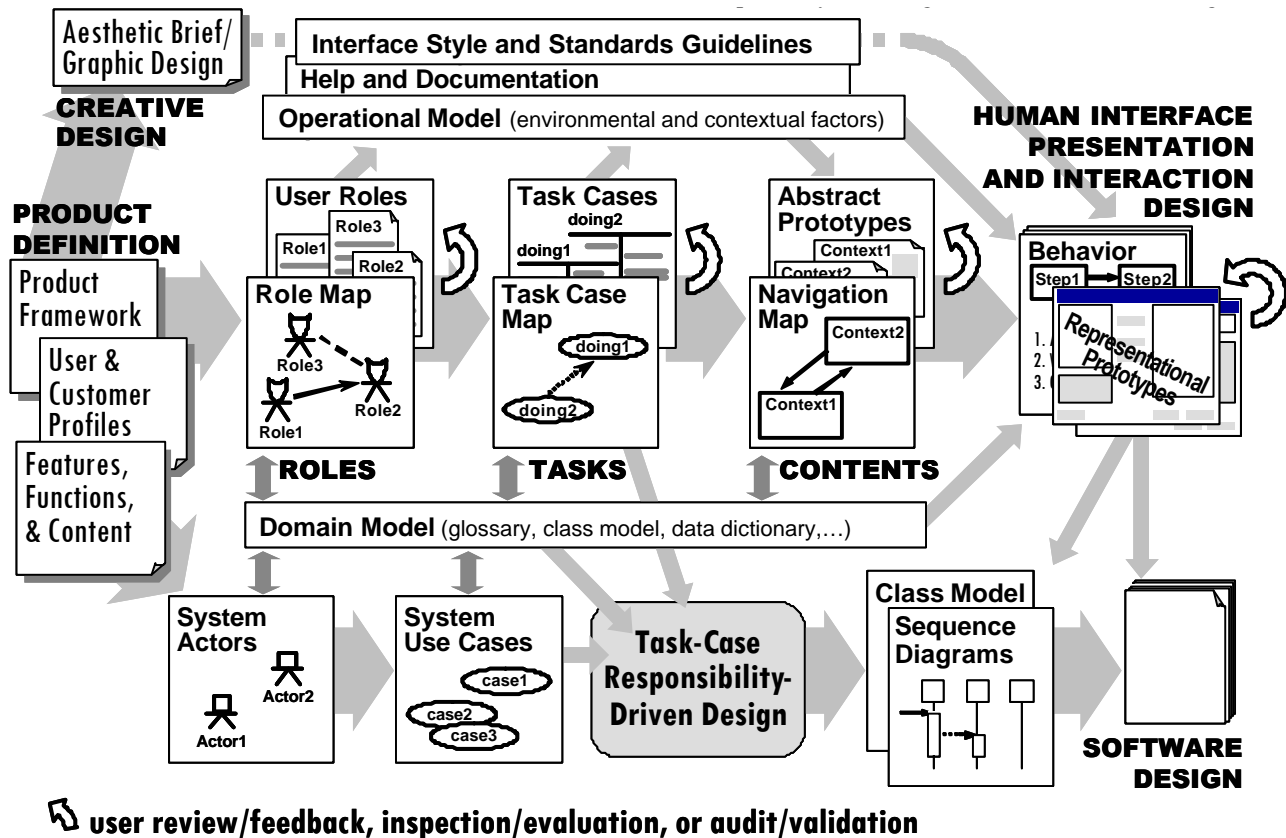 Aesthetic Brief/
Graphic Design
CREATIVE
DESIGN
Interface Style and Standards Guidelines
Help and Documentation
Operational Model (environmental and contextual factors)
HUMAN INTERFACE
PRESENTATION
AND INTERACTION
DESIGN
PRODUCT
DEFINITION
Product
Framework
User &
Customer
Profiles
Features,
Functions,
& Content
User Roles
Role3
Role1
Role2
Role Map
Role3
Role2
Role1
ROLES
Task Cases
doing2
doing1
Task Case
Map
doing1
doing2
TASKS
Abstract
Prototypes
Context1
Context2
Navigation
Map
Context2
Context1
CONTENTS
Behavior
Step1
Step2
1.
2.
3.
Representational
Prototypes
Domain Model (glossary, class model, data dictionary,…)
System
Actors
Actor2
Actor1
System
Use Cases
case1
case2
case3
Task-Case
Responsibility-
Driven Design
Class Model
Sequence
Diagrams
SOFTWARE
DESIGN
user review/feedback, inspection/evaluation, or audit/validation